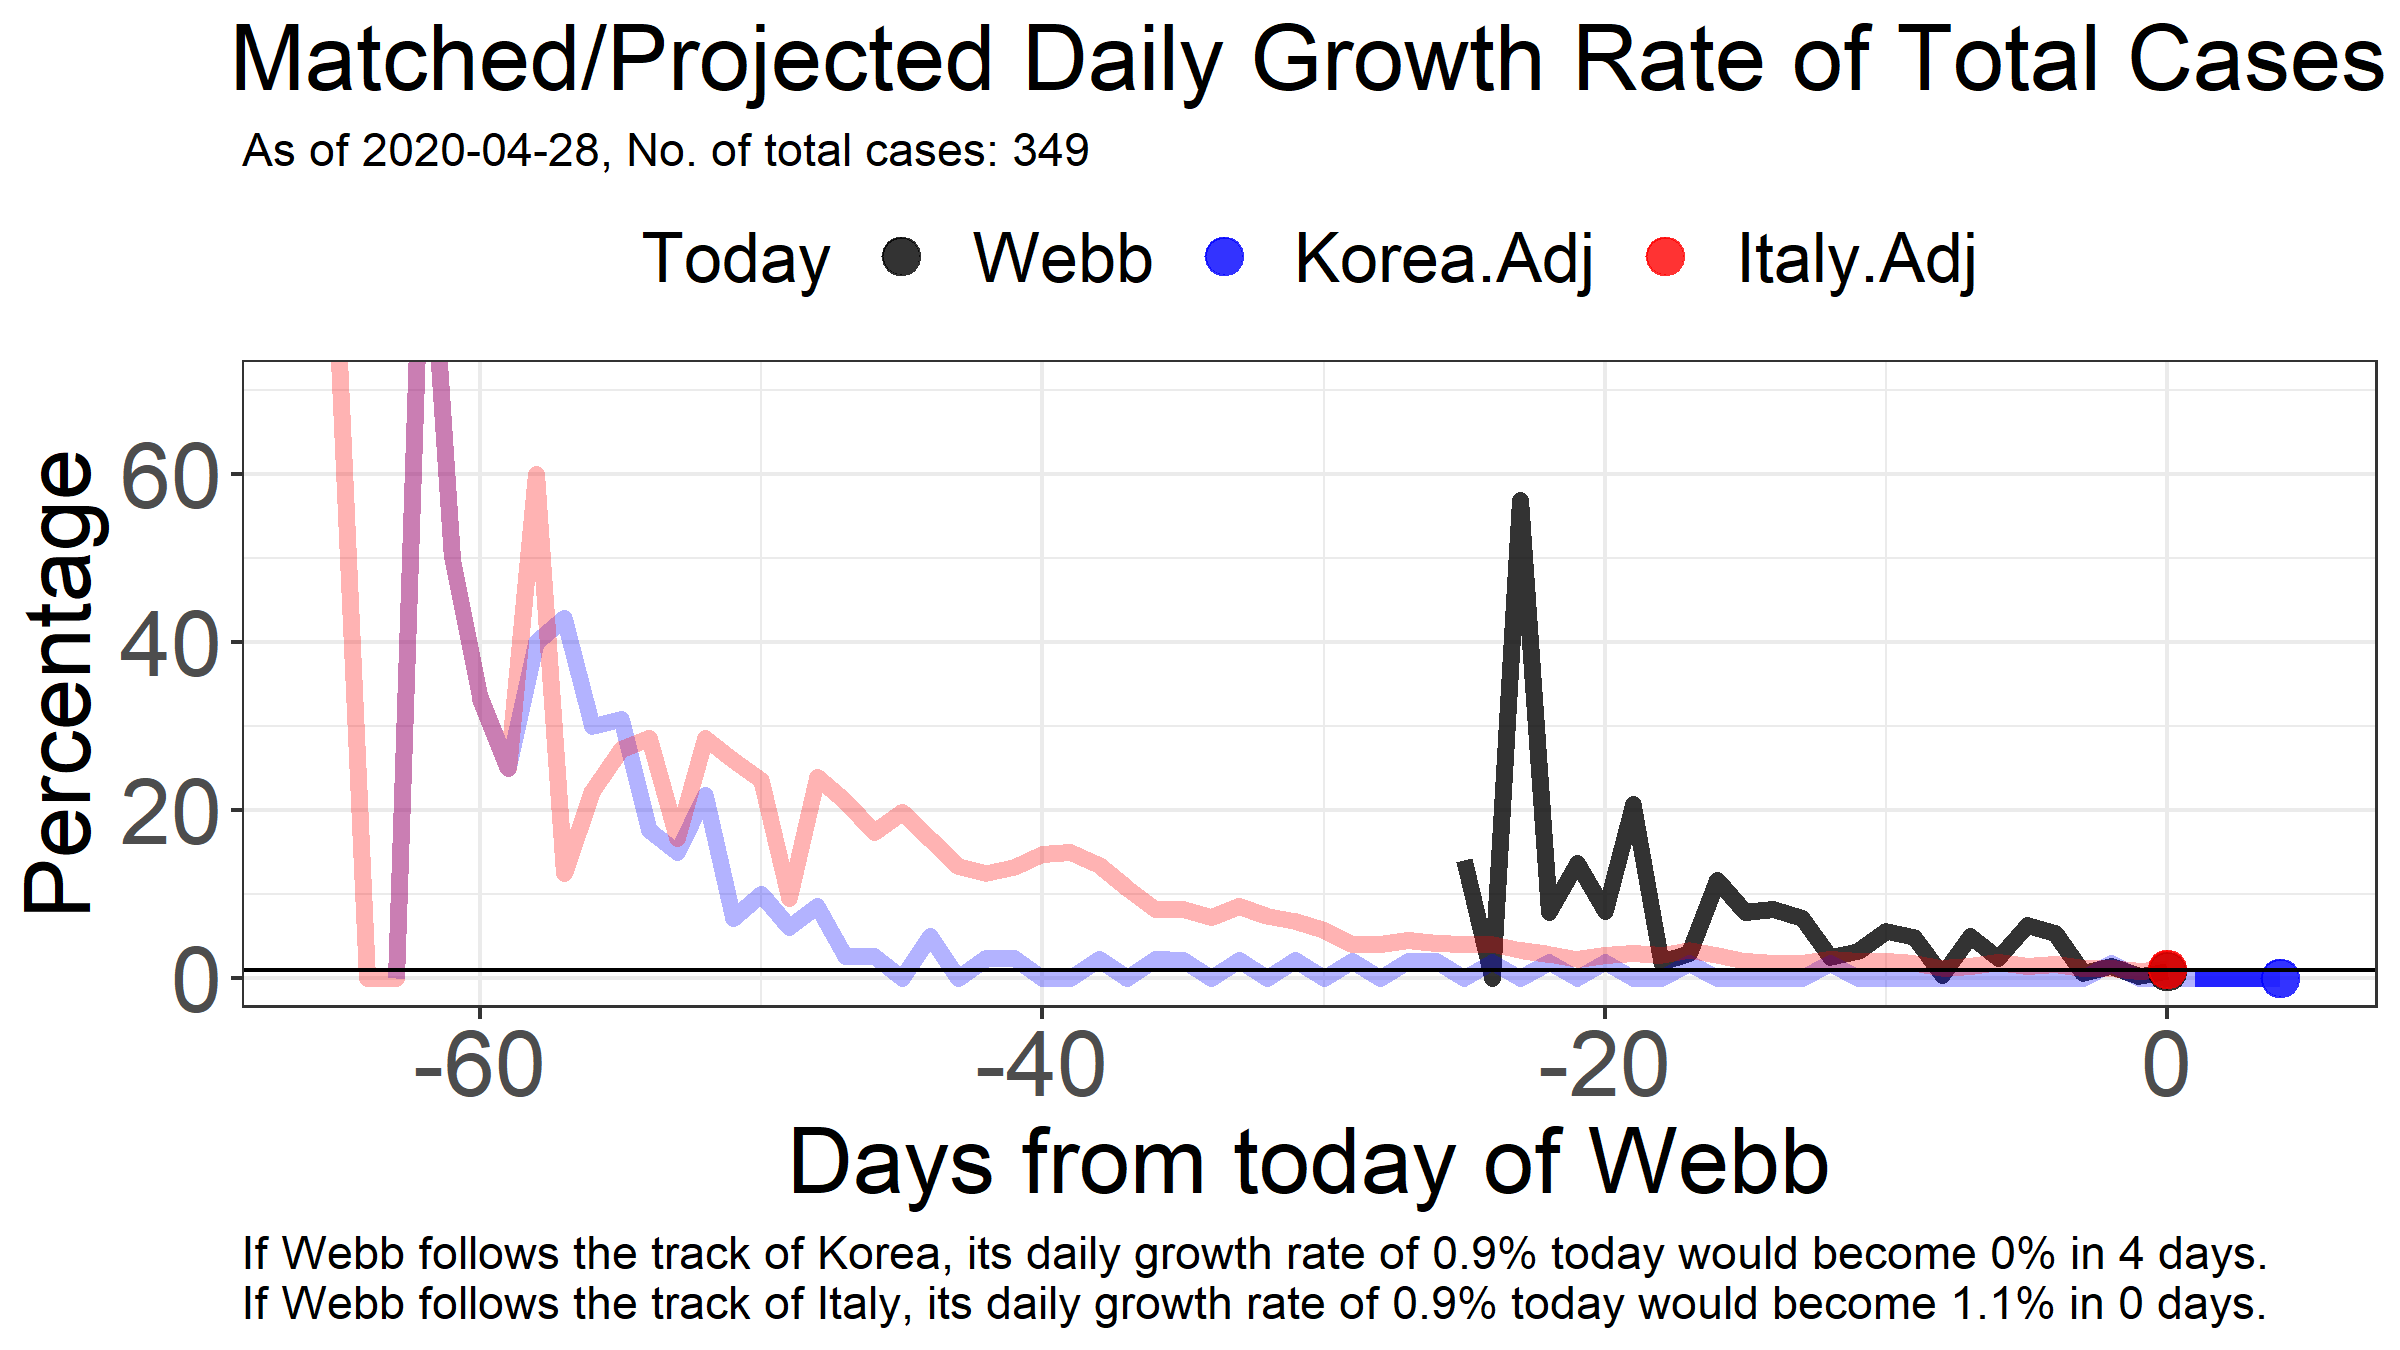 Matched/Projected Daily Growth Rate of Total Cases
As of 2020-04-28, No. of total cases: 349
Today Webb Korea.Adj Italy.Adj
Percentage
60
40
20
0
-60 -40 -20 0
Days from today of Webb
If Webb follows the track of Korea, its daily growth rate of 0.9% today would become 0% in 4 days.
If Webb follows the track of Italy, its daily growth rate of 0.9% today would become 1.1% in 0 days.